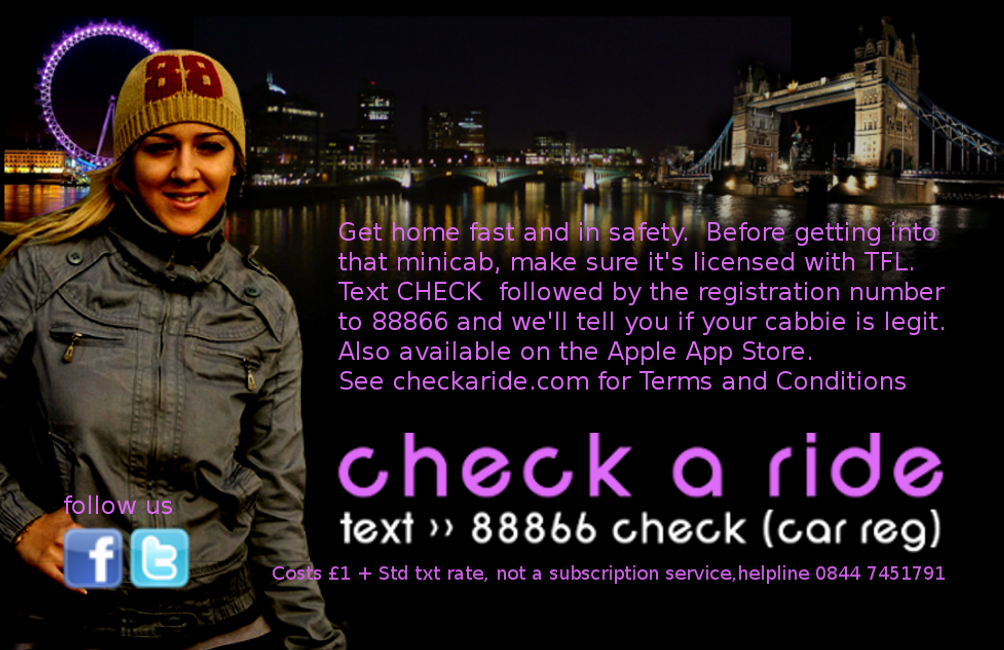 88
Get home fast and in safety.  Before getting into
that minicab, make sure it's licensed with TFL.
Text CHECK  followed by the registration number
to 88866 and we'll tell you if your cabbie is legit.
Also available on the Apple App Store.
See checkaride.com for Terms and Conditions
check a ride
text >> 88866 check (car reg)
follow us
f t
Costs £1 + Std txt rate, not a subscription service,helpline 0844 7451791